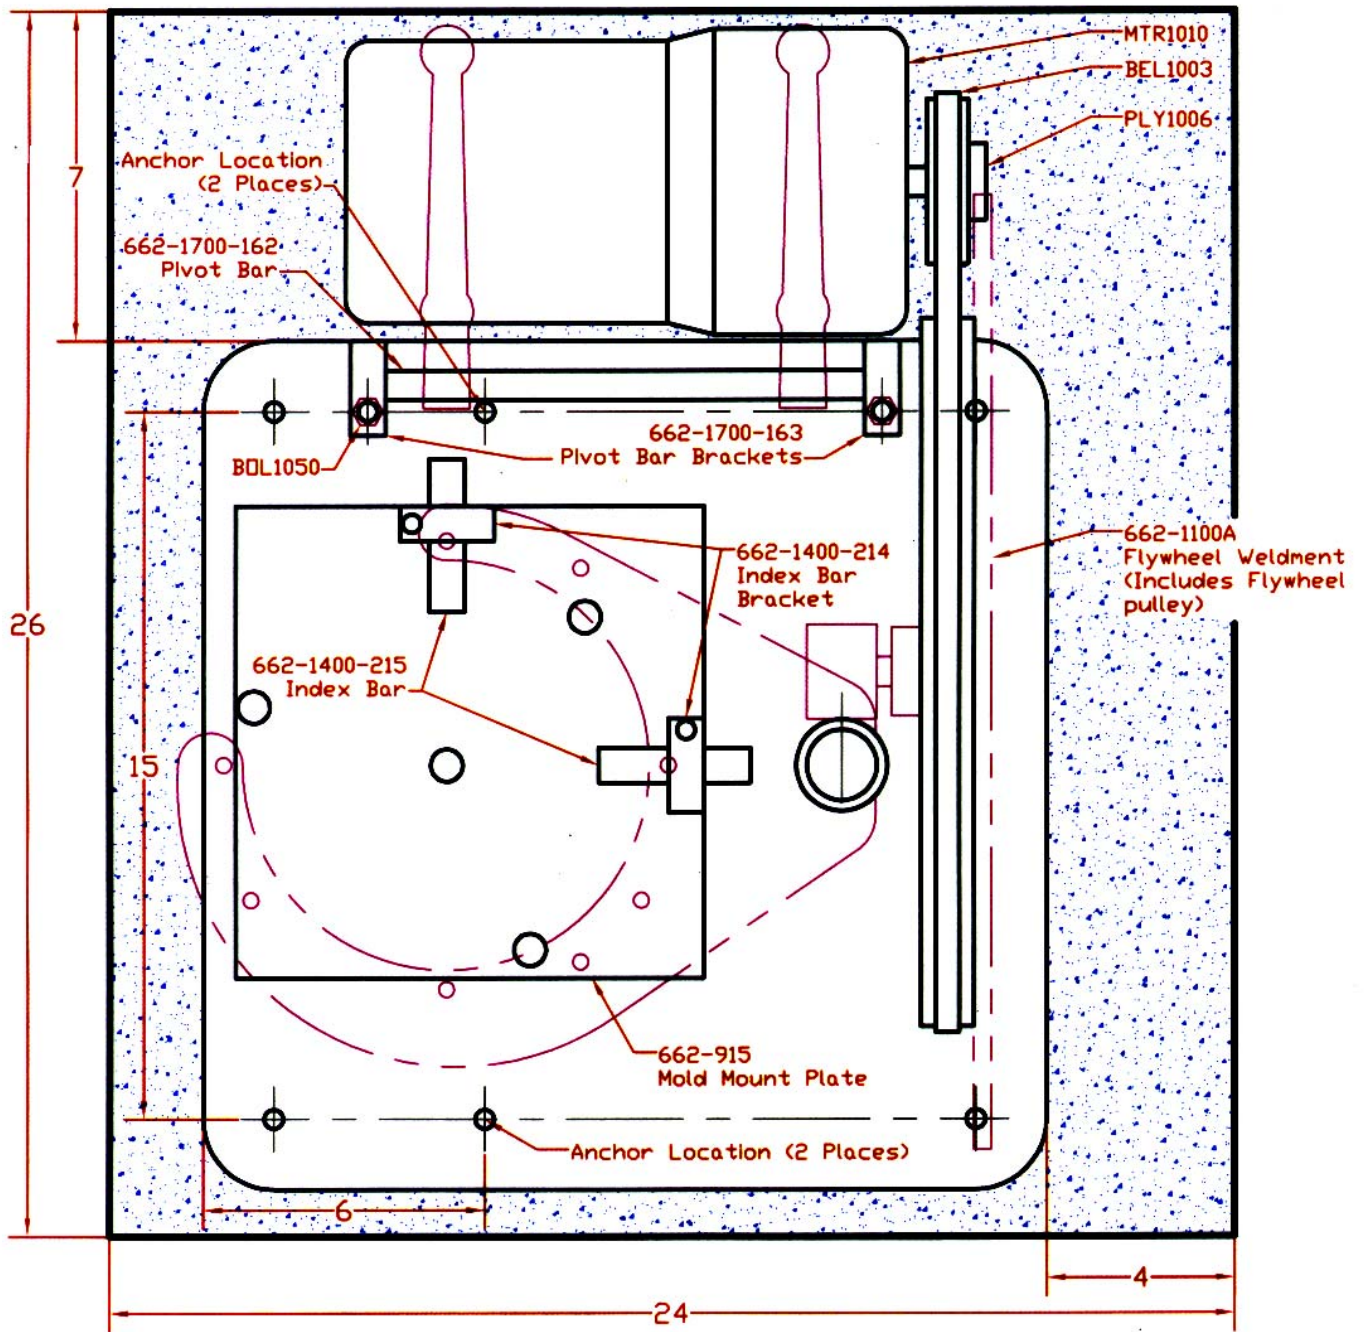 MTR1010
BEL1003
PLY1006
Anchor Location
(2 Places)
7
662-1700-162
Pivot Bar
662-1700-163
Pivot Bar Brackets
BOL1050
662-1100A
Flywheel Weldment
(Includes Flywheel
pulley)
662-1400-214
Index Bar
Bracket
26
662-1400-215
Index Bar
15
662-915
Mold Mount Plate
Anchor Location (2 Places)
6
4
24